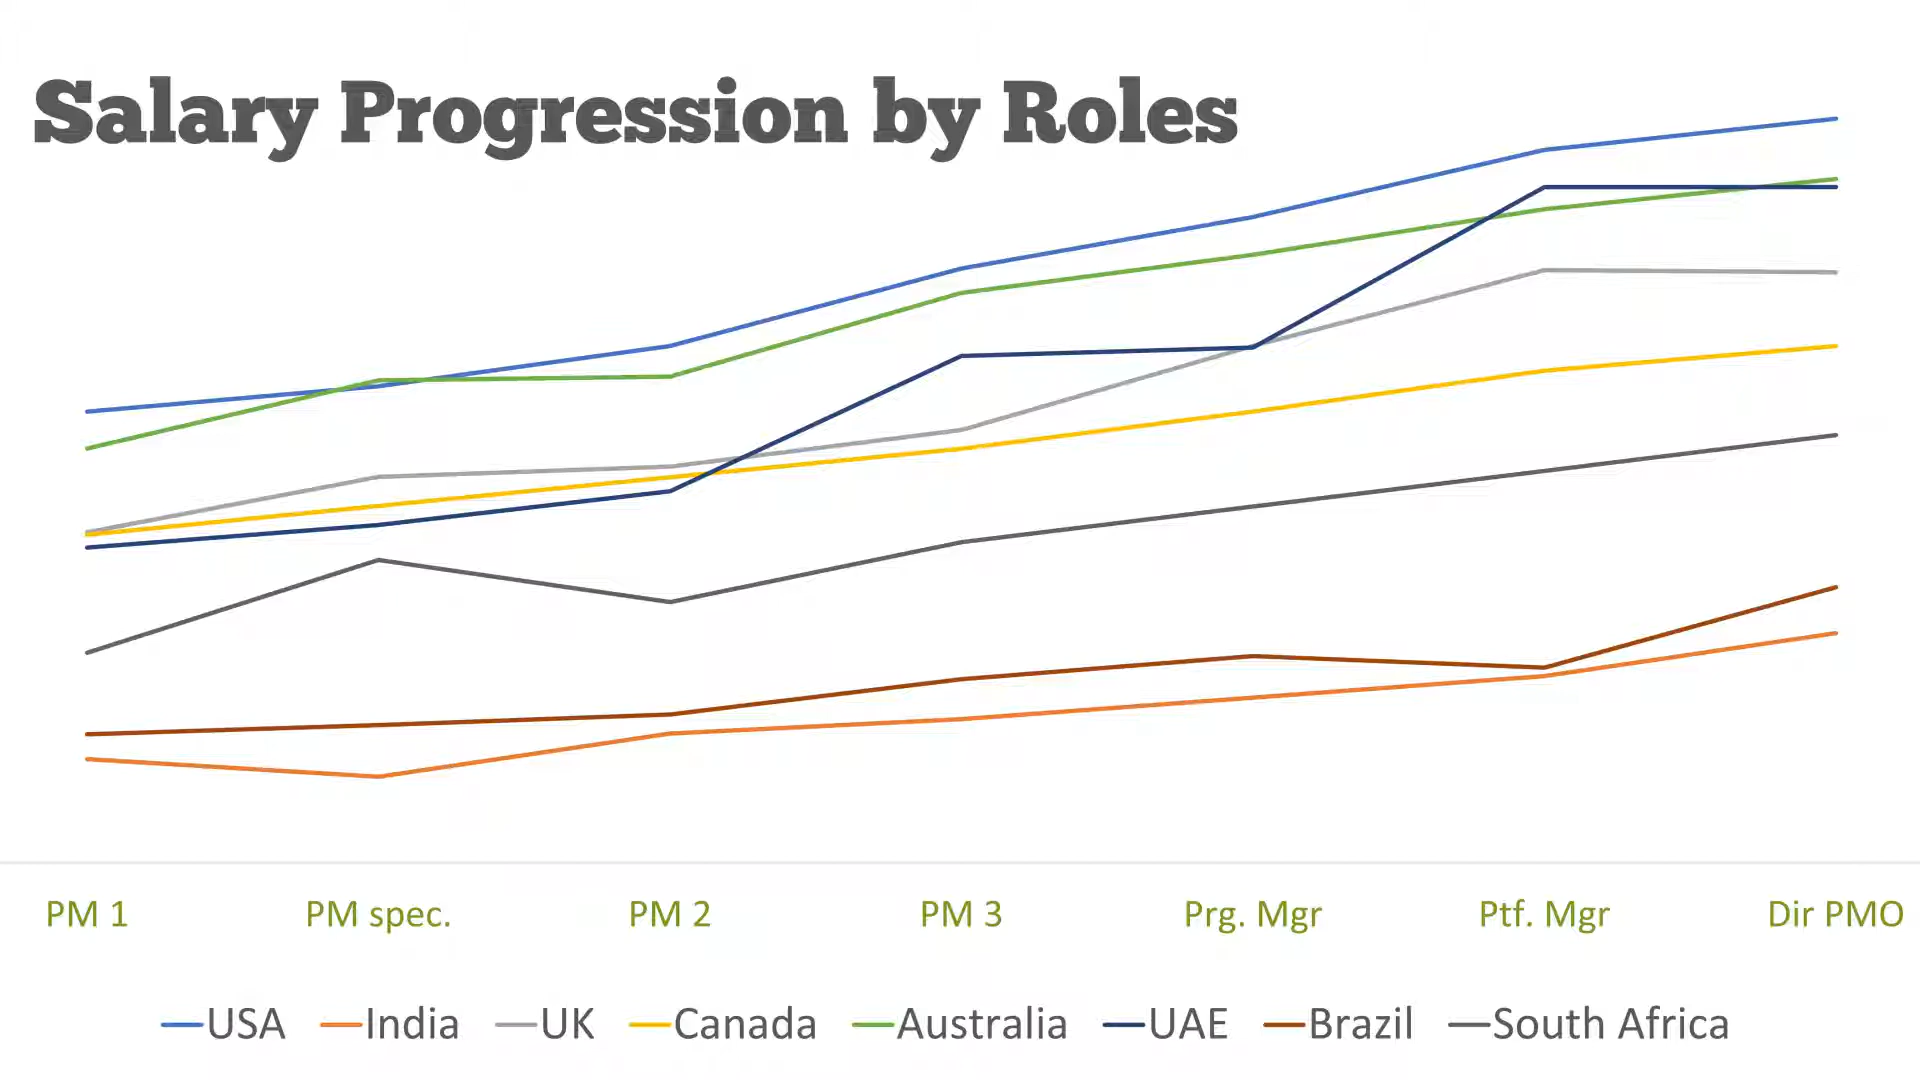 Salary Progression by Roles
PM 1 PM spec. PM 2 PM 3 Prg. Mgr Ptf. Mgr Dir PMO
USA India UK Canada Australia UAE Brazil South Africa